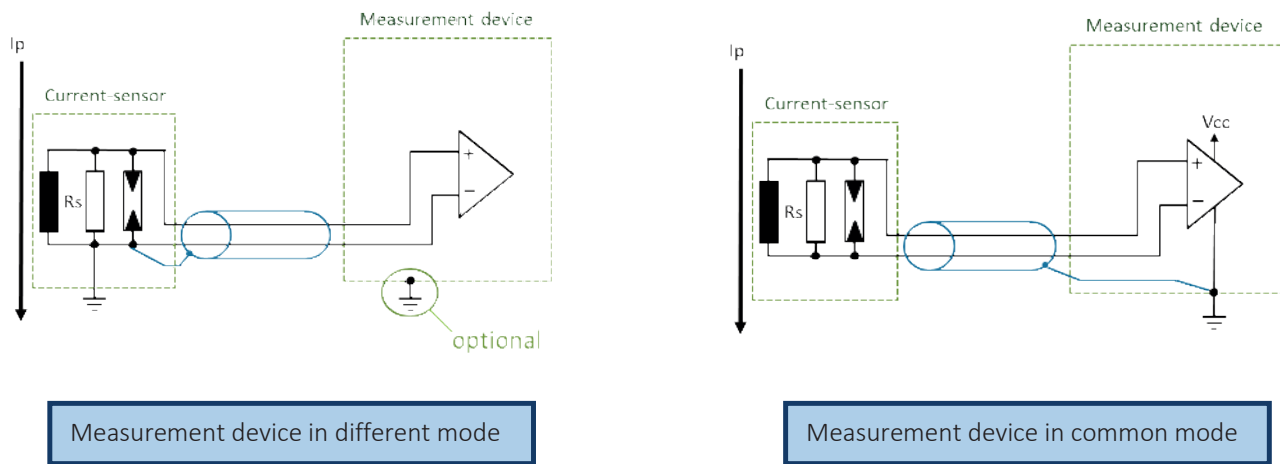 Measurement device
Ip
Current-sensor
+
Rs
−
optional
Measurement device in different mode
Measurement device
Ip
Current-sensor
Vcc
+
Rs
−
Measurement device in common mode